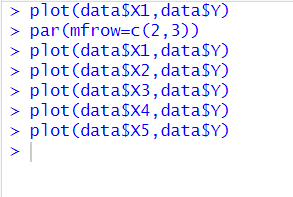 > plot(data$X1,data$Y)
> par(mfrow=c(2,3))
> plot(data$X1,data$Y)
> plot(data$X2,data$Y)
> plot(data$X3,data$Y)
> plot(data$X4,data$Y)
> plot(data$X5,data$Y)
>